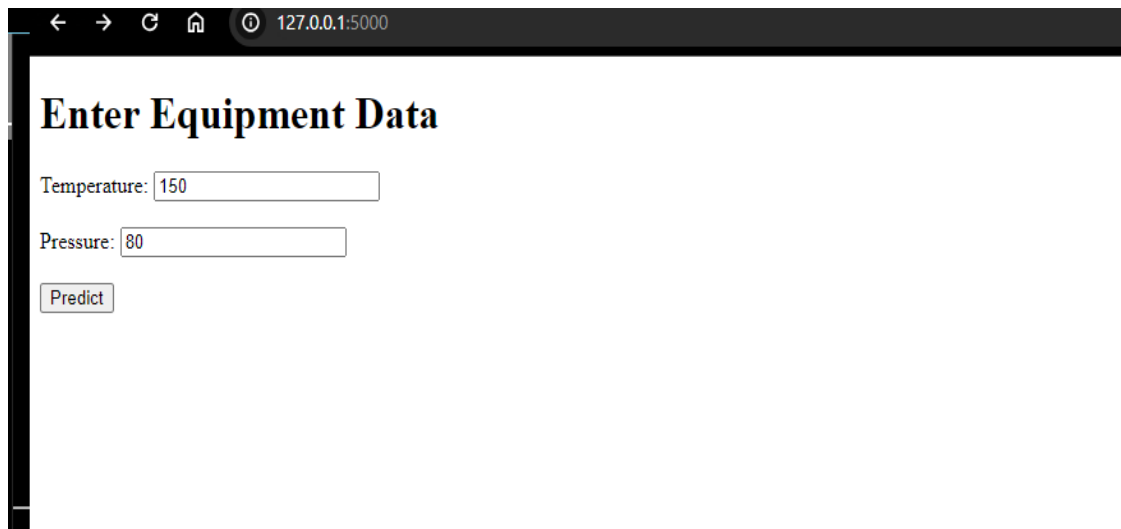 127.0.0.1:5000
Enter Equipment Data
Temperature: 150
Pressure: 80
Predict